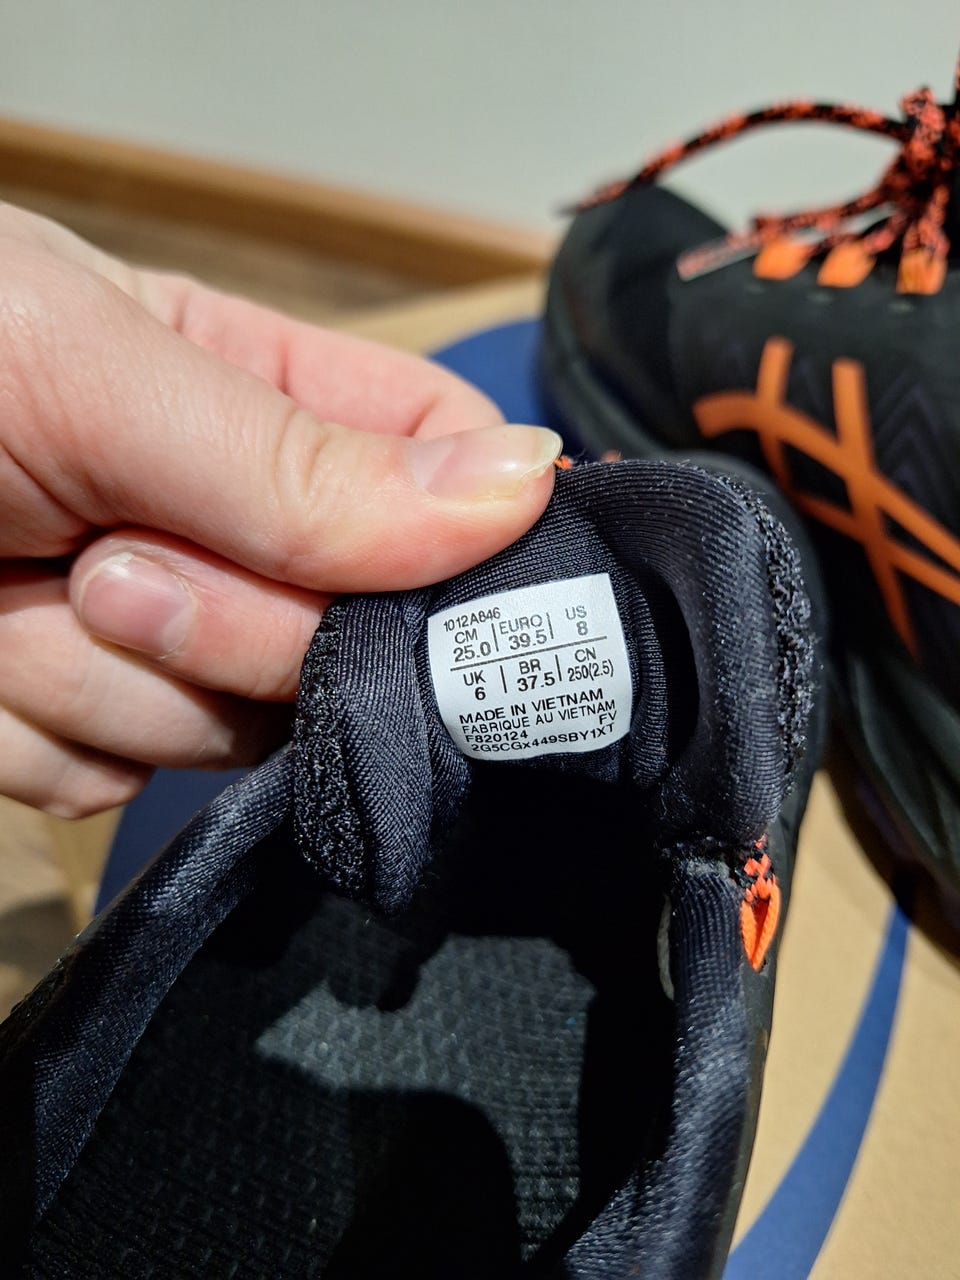 1012A846
CM EURO US
25.0 39.5 8
UK BR CN
6 37.5 250(2.5)
MADE IN VIETNAM
FABRIQUE AU VIETNAM
F820124 FV
2G5CGx449SBY1XT